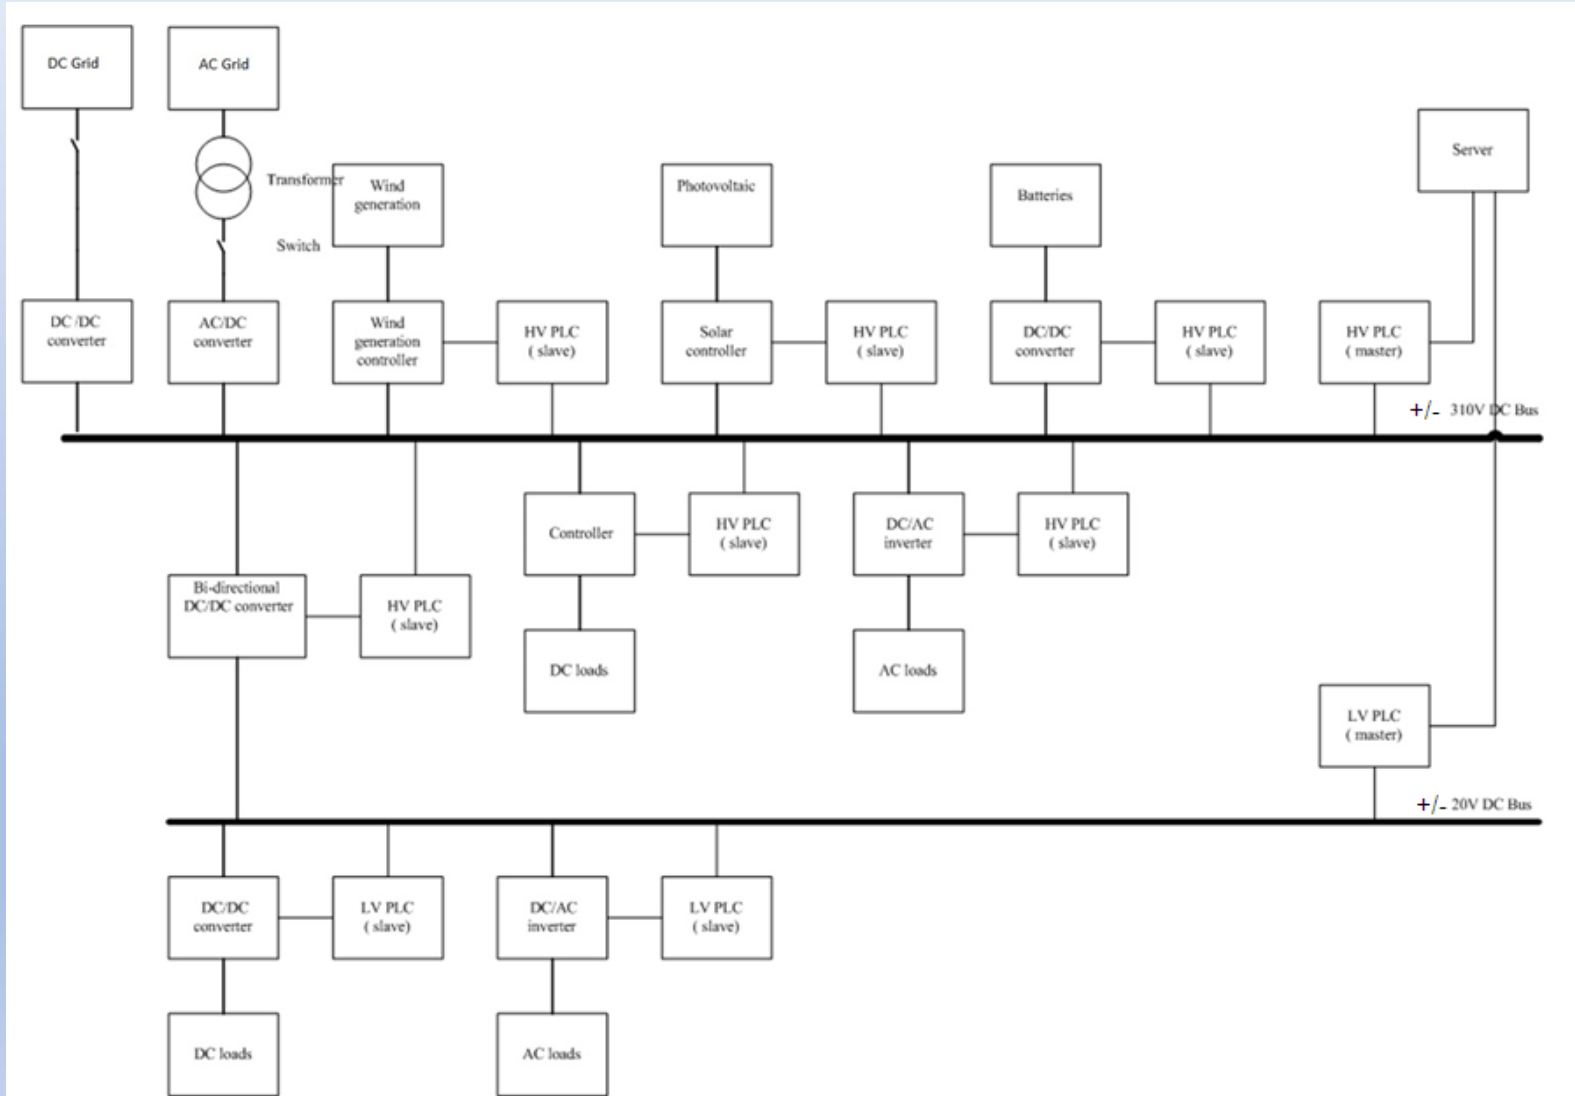 DC Grid
AC Grid
Server
Transformer
Wind
generation
Photovoltaic
Batteries
Switch
DC /DC
converter
AC/DC
converter
Wind
generation
controller
HV PLC
( slave)
Solar
controller
HV PLC
( slave)
DC/DC
converter
HV PLC
( slave)
HV PLC
( master)
+/- 310V DC Bus
Controller
HV PLC
( slave)
DC/AC
inverter
HV PLC
( slave)
Bi-directional
DC/DC converter
HV PLC
( slave)
DC loads
AC loads
LV PLC
( master)
+/- 20V DC Bus
DC/DC
converter
LV PLC
( slave)
DC/AC
inverter
LV PLC
( slave)
DC loads
AC loads